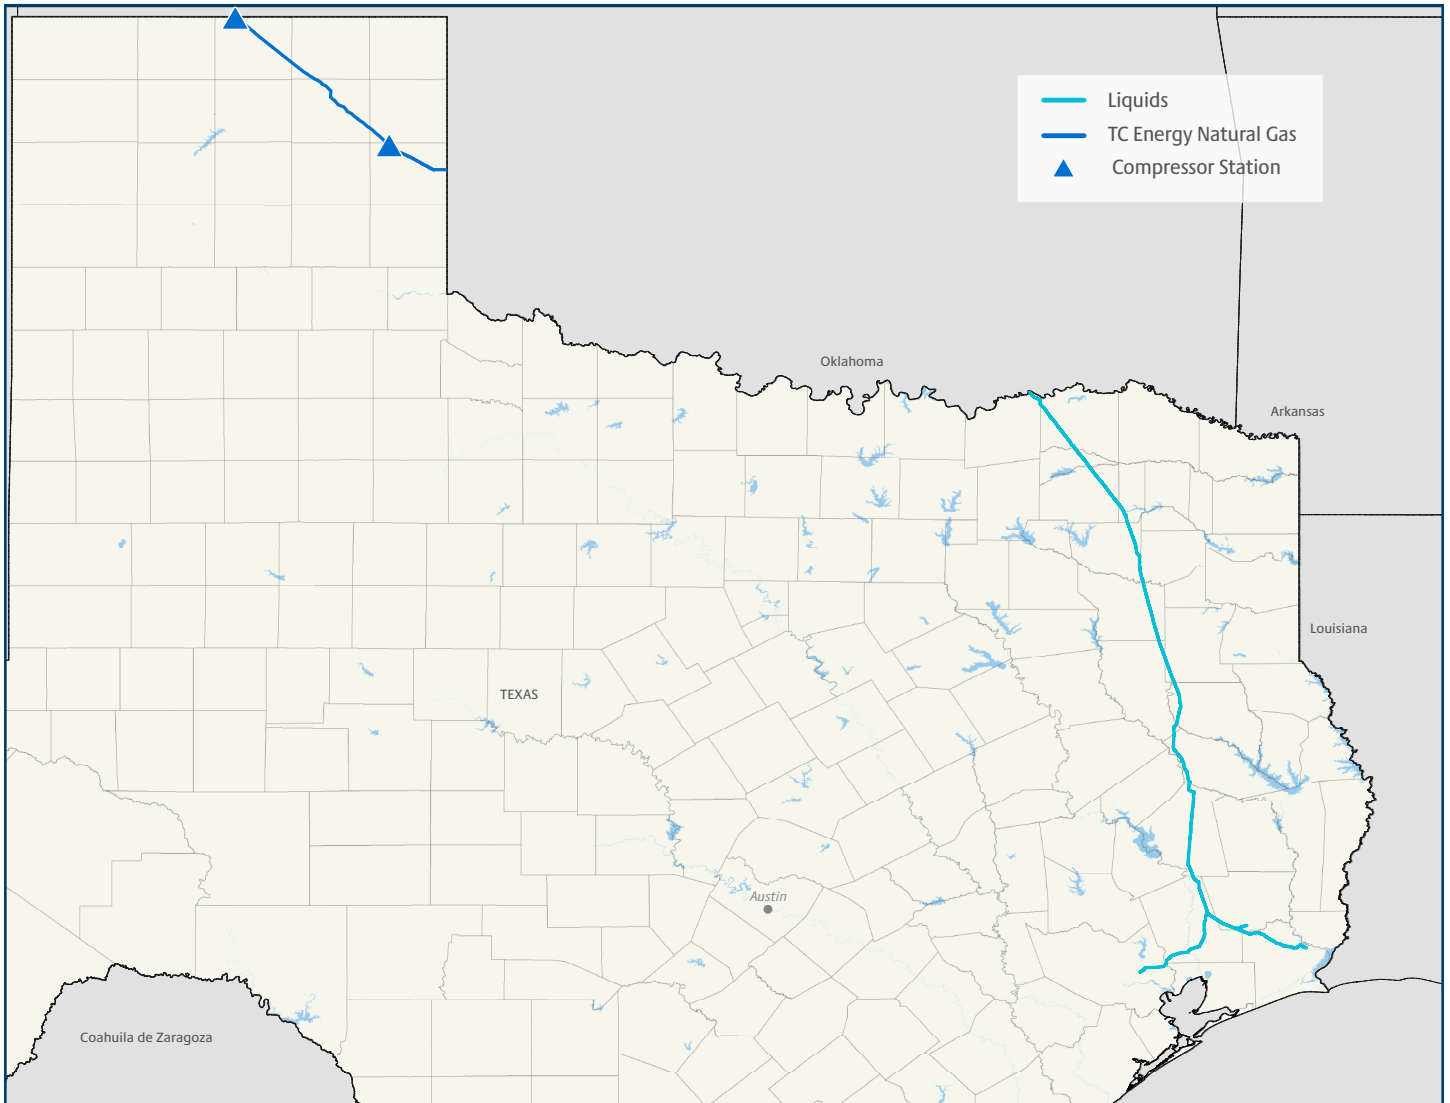 Liquids
TC Energy Natural Gas
Compressor Station
Oklahoma
Arkansas
Louisiana
TEXAS
Austin
Coahuila de Zaragoza